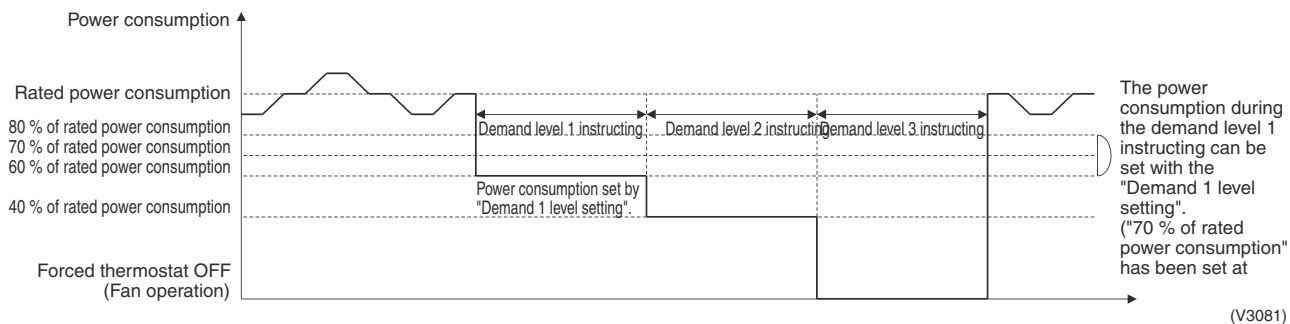 Power consumption
Rated power consumption
80 % of rated power consumption
70 % of rated power consumption
60 % of rated power consumption
40 % of rated power consumption
Forced thermostat OFF
(Fan operation)
Demand level 1 instructing
Demand level 2 instructing
Demand level 3 instructing
Power consumption set by
"Demand 1 level setting".
The power
consumption during
the demand level 1
instructing can be
set with the
"Demand 1 level
setting".
("70 % of rated
power consumption"
has been set at
(V3081)